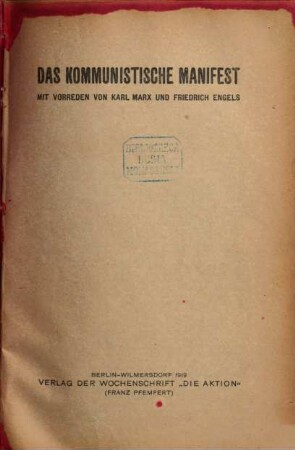 DAS KOMMUNISTISCHE MANIFEST
MIT VORREDEN VON KARL MARX UND FRIEDRICH ENGELS
BERLIN-WILMERSDORF 1919
VERLAG DER WOCHENSCHRIFT „DIE AKTION“
(FRANZ PFEMFERT)